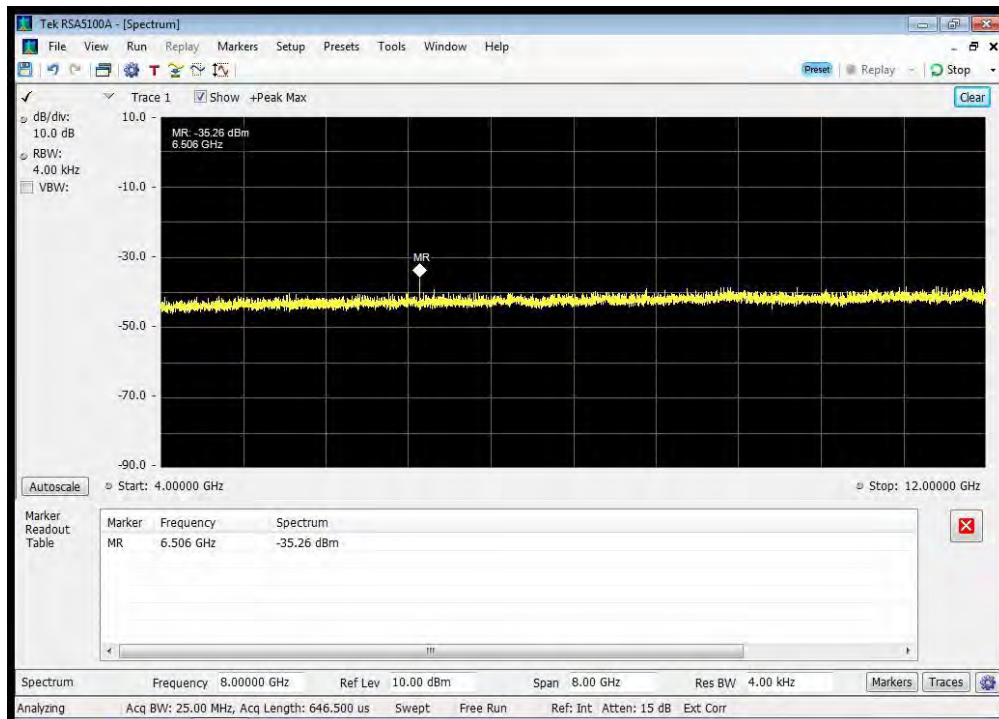 Tek RSA5100A - [Spectrum]
File View Run Replay Markers Setup Presets Tools Window Help
Preset Replay Stop
Trace 1 Show +Peak Max Clear
dB/div:
10.0 dB
RBW:
4.00 kHz
VBW:
10.0
-10.0
-30.0
-50.0
-70.0
-90.0
MR: -35.26 dBm
6.506 GHz
MR
Autoscale Start: 4.00000 GHz Stop: 12.00000 GHz
Marker
Readout
Table
Marker Frequency Spectrum
MR 6.506 GHz -35.26 dBm
Spectrum Frequency 8.00000 GHz Ref Lev 10.00 dBm Span 8.00 GHz Res BW 4.00 kHz Markers Traces
Analyzing Acq BW: 25.00 MHz, Acq Length: 646.500 us Swept Free Run Ref: Int Atten: 15 dB Ext Corr